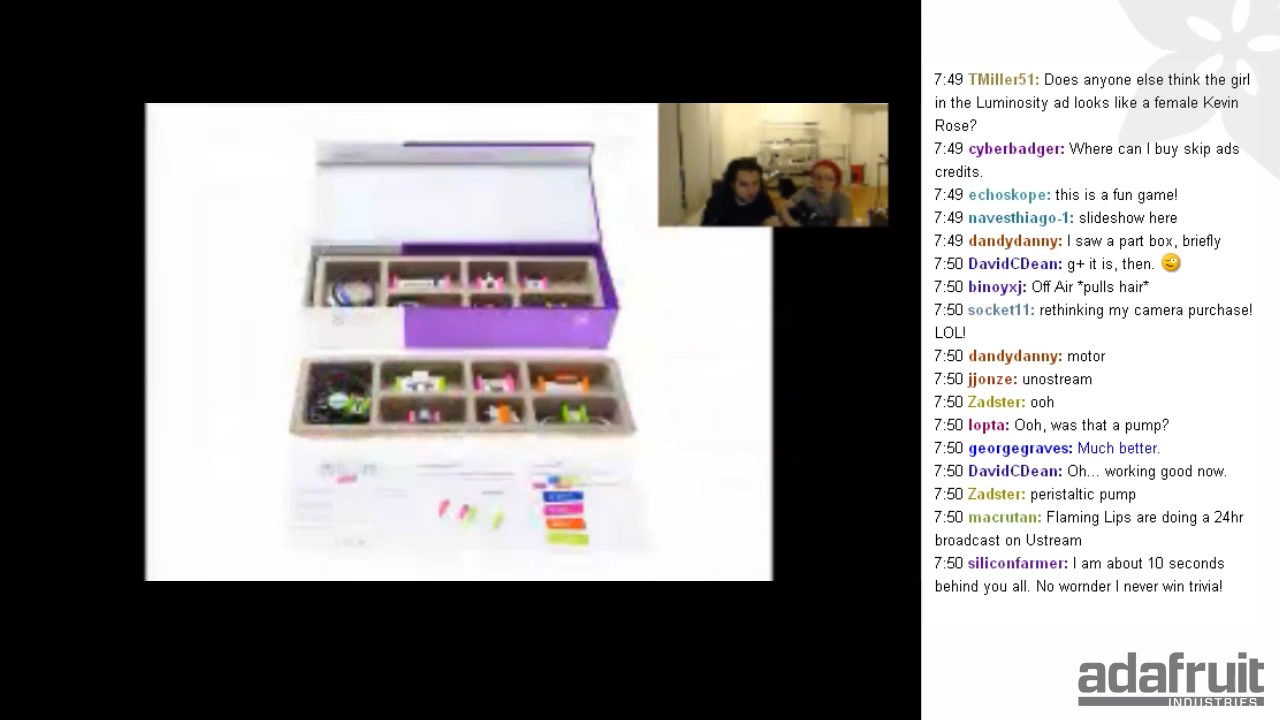 7:49 TMiller51: Does anyone else think the girl
in the Luminosity ad looks like a female Kevin
Rose?
7:49 cyberbadger: Where can I buy skip ads
credits.
7:49 echoskope: this is a fun game!
7:49 navesthiago-1: slideshow here
7:49 dandydanny: I saw a part box, briefly
7:50 DavidCDean: g+ it is, then.
7:50 binoyxj: Off Air *pulls hair*
7:50 socket11: rethinking my camera purchase!
LOL!
7:50 dandydanny: motor
7:50 jjonze: unostream
7:50 Zadster: ooh
7:50 lopta: Ooh, was that a pump?
7:50 georgegraves: Much better.
7:50 DavidCDean: Oh... working good now.
7:50 Zadster: peristaltic pump
7:50 macrutan: Flaming Lips are doing a 24hr
broadcast on Ustream
7:50 siliconfarmer: I am about 10 seconds
behind you all. No wornder I never win trivia!
adafruit
INDUSTRIES